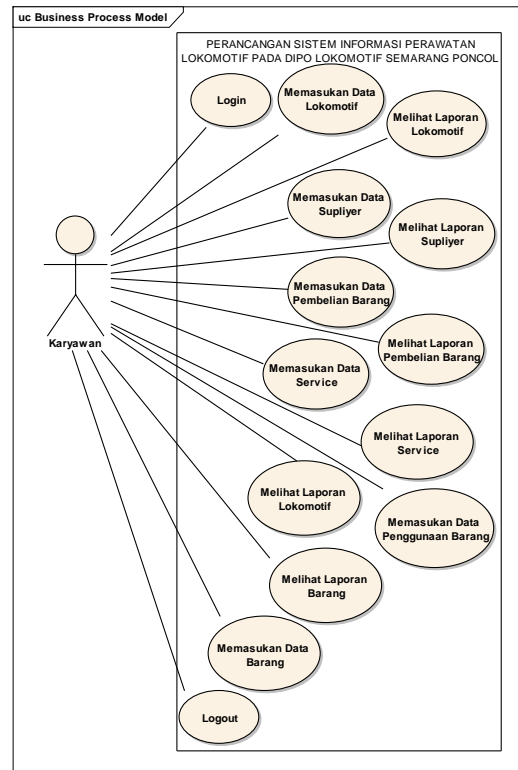 uc Business Process Model
PERANCANGAN SISTEM INFORMASI PERAWATAN
LOKOMOTIF PADA DIPO LOKOMOTIF SEMARANG PONCOL
Login
Memasukan Data
Lokomotif
Melihat Laporan
Lokomotif
Memasukan Data
Supliyer
Melihat Laporan
Supliyer
Memasukan Data
Pembelian Barang
Karyawan
Melihat Laporan
Pembelian Barang
Memasukan Data
Service
Melihat Laporan
Service
Melihat Laporan
Lokomotif
Memasukan Data
Penggunaan Barang
Melihat Laporan
Barang
Memasukan Data
Barang
Logout